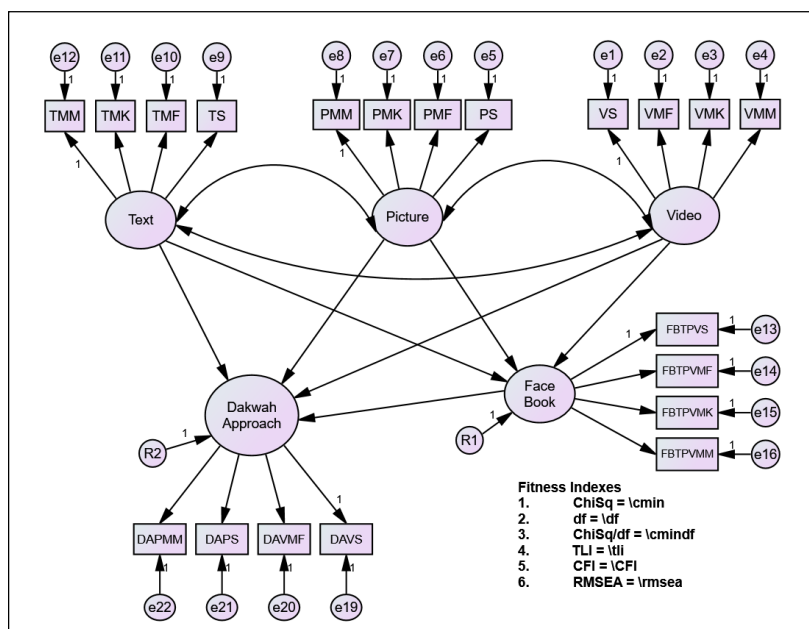 e12 e11 e10 e9 e8 e7 e6 e5 e1 e2 e3 e4
1 1 1 1 1 1 1 1 1 1 1 1
TMM TMK TMF TS PMM PMK PMF PS VS VMF VMK VMM
1 1 1
Text Picture Video
FBTPVS 1 e13
1
FBTPVMF 1 e14
Face
Book
Dakwah
Approach
FBTPVMK 1 e15
R2 1 R1 1
FBTPVMM 1 e16
Fitness Indexes
1. ChiSq = \cmin
2. df = \df
3. ChiSq/df = \cmindf
4. TLI = \tli
5. CFI = \CFI
6. RMSEA = \rmsea
1
DAPMM DAPS DAVMF DAVS
1 1 1 1
e22 e21 e20 e19